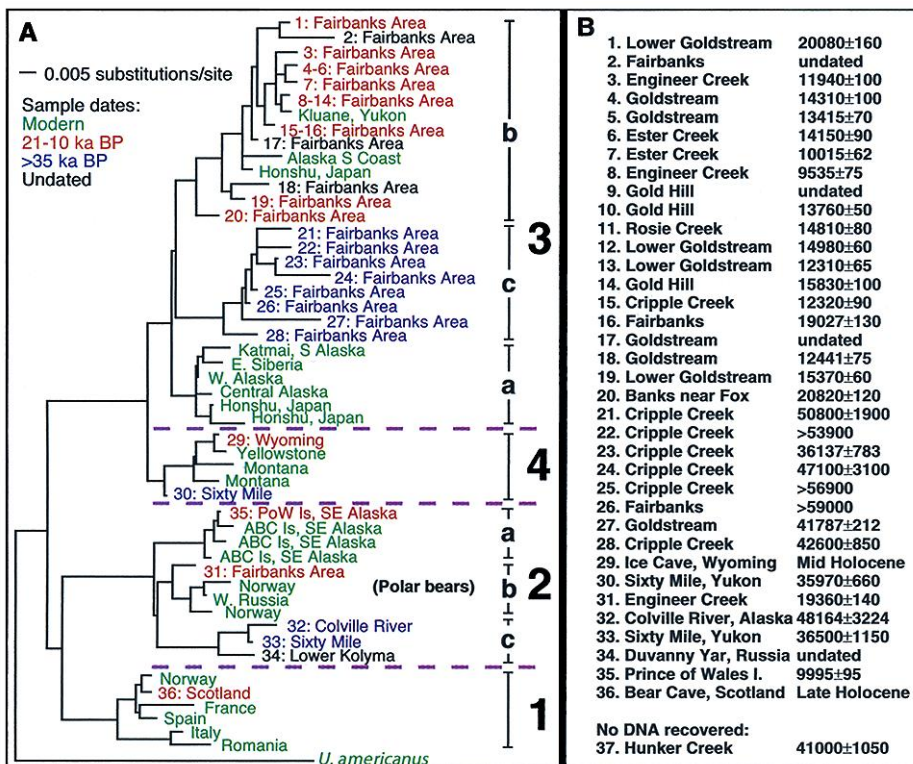 A
0.005 substitutions/site
Sample dates:
Modern
21-10 ka BP
>35 ka BP
Undated
1: Fairbanks Area
2: Fairbanks Area
3: Fairbanks Area
4-6: Fairbanks Area
7: Fairbanks Area
8-14: Fairbanks Area
Kluane, Yukon
15-16: Fairbanks Area
17: Fairbanks Area
Alaska S Coast
Honshu, Japan
18: Fairbanks Area
19: Fairbanks Area
20: Fairbanks Area
b
21: Fairbanks Area
22: Fairbanks Area
23: Fairbanks Area
24: Fairbanks Area
25: Fairbanks Area
26: Fairbanks Area
27: Fairbanks Area
28: Fairbanks Area
c
3
Katmai, S Alaska
E. Siberia
W. Alaska
Central Alaska
Honshu, Japan
Honshu, Japan
a
29: Wyoming
Yellowstone
Montana
Montana
30: Sixty Mile
4
35: PoW Is, SE Alaska
ABC Is, SE Alaska
ABC Is, SE Alaska
ABC Is, SE Alaska
a
31: Fairbanks Area
Norway
W. Russia
Norway
(Polar bears)
b
2
32: Colville River
33: Sixty Mile
34: Lower Kolyma
c
Norway
36: Scotland
France
Spain
Italy
Romania
1
U. americanus
B
1. Lower Goldstream 20080±160
2. Fairbanks undated
3. Engineer Creek 11940±100
4. Goldstream 14310±100
5. Goldstream 13415±70
6. Ester Creek 14150±90
7. Ester Creek 10015±62
8. Engineer Creek 9535±75
9. Gold Hill undated
10. Gold Hill 13760±50
11. Rosie Creek 14810±80
12. Lower Goldstream 14980±60
13. Lower Goldstream 12310±65
14. Gold Hill 15830±100
15. Cripple Creek 12320±90
16. Fairbanks 19027±130
17. Goldstream undated
18. Goldstream 12441±75
19. Lower Goldstream 15370±60
20. Banks near Fox 20820±120
21. Cripple Creek 50800±1900
22. Cripple Creek >53900
23. Cripple Creek 36137±783
24. Cripple Creek 47100±3100
25. Cripple Creek >56900
26. Fairbanks >59000
27. Goldstream 41787±212
28. Cripple Creek 42600±850
29. Ice Cave, Wyoming Mid Holocene
30. Sixty Mile, Yukon 35970±660
31. Engineer Creek 19360±140
32. Colville River, Alaska 48164±3224
33. Sixty Mile, Yukon 36500±1150
34. Duvanny Yar, Russia undated
35. Prince of Wales I. 9995±95
36. Bear Cave, Scotland Late Holocene
No DNA recovered:
37. Hunker Creek 41000±1050